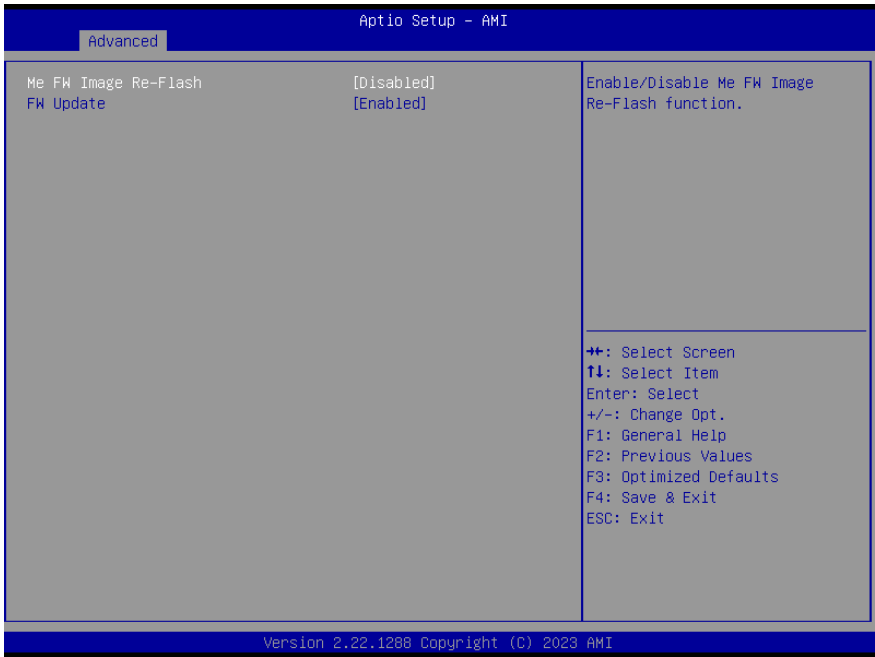 Aptio Setup – AMI
Advanced
Me FW Image Re-Flash [Disabled]
FW Update [Enabled]
Enable/Disable Me FW Image
Re-Flash function.
→←: Select Screen
↑↓: Select Item
Enter: Select
+/-: Change Opt.
F1: General Help
F2: Previous Values
F3: Optimized Defaults
F4: Save & Exit
ESC: Exit
Version 2.22.1288 Copyright (C) 2023 AMI